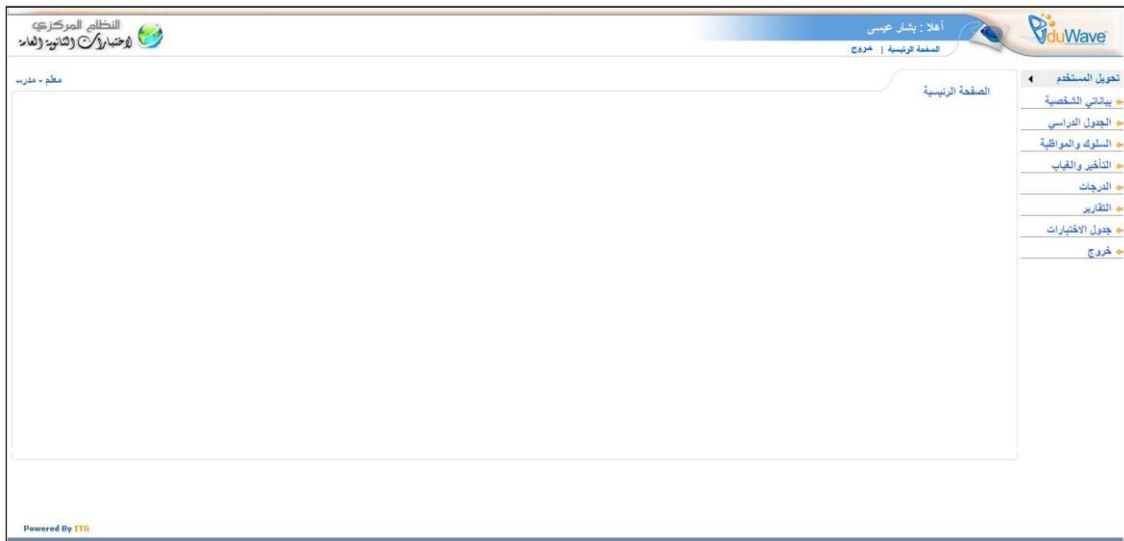 EduWave
أهلا : بشار عيسى
الصفحة الرئيسية | خروج
النظام المركزي
لاختبارات الثانوية العامة
تحويل المستخدم
بياناتي الشخصية
الجدول الدراسي
السلوك والمواظبة
التأخير والغياب
الدرجات
التقارير
جدول الاختبارات
خروج
الصفحة الرئيسية
معلم - مدرب
Powered By ITG